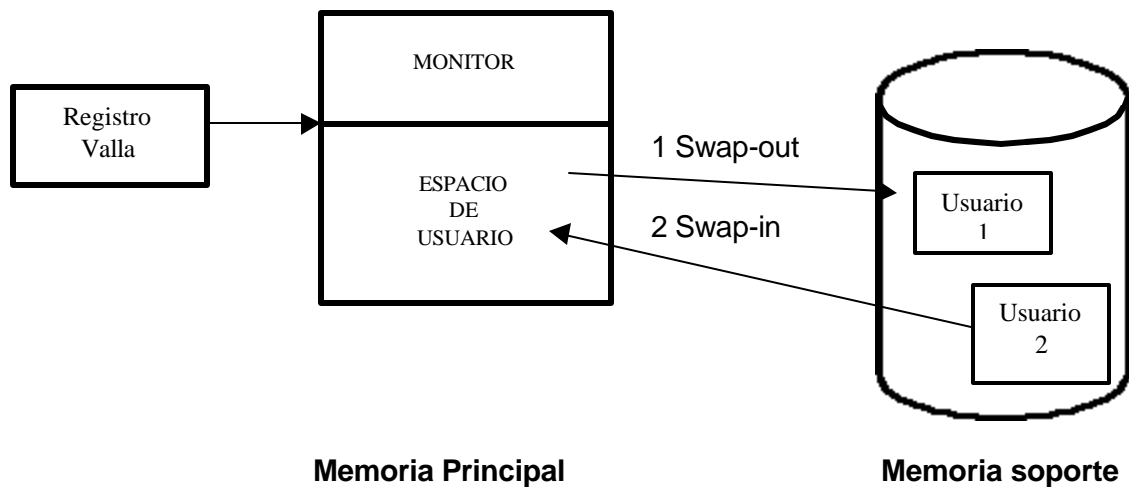 MONITOR
Registro
Valla
ESPACIO
DE
USUARIO
1 Swap-out
2 Swap-in
Usuario
1
Usuario
2
Memoria Principal
Memoria soporte